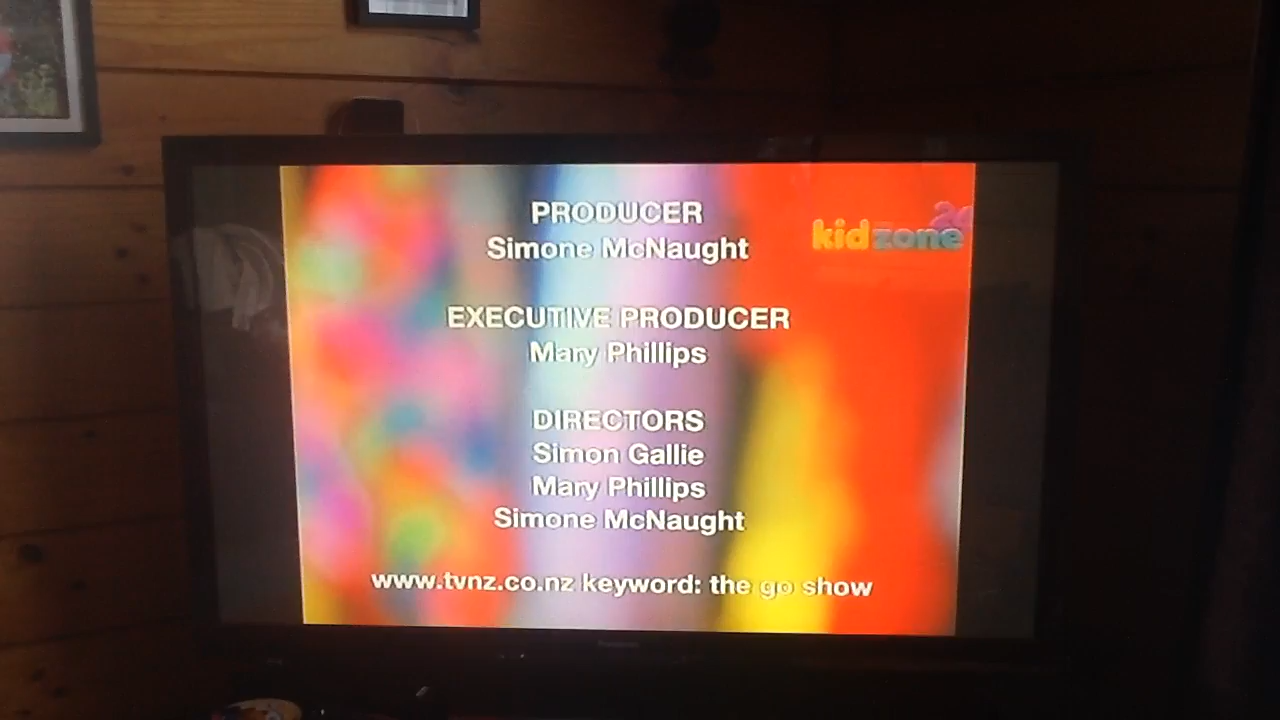 PRODUCER
Simone McNaught
kidzone
EXECUTIVE PRODUCER
Mary Phillips
DIRECTORS
Simon Gallie
Mary Phillips
Simone McNaught
www.tvnz.co.nz keyword: the go show